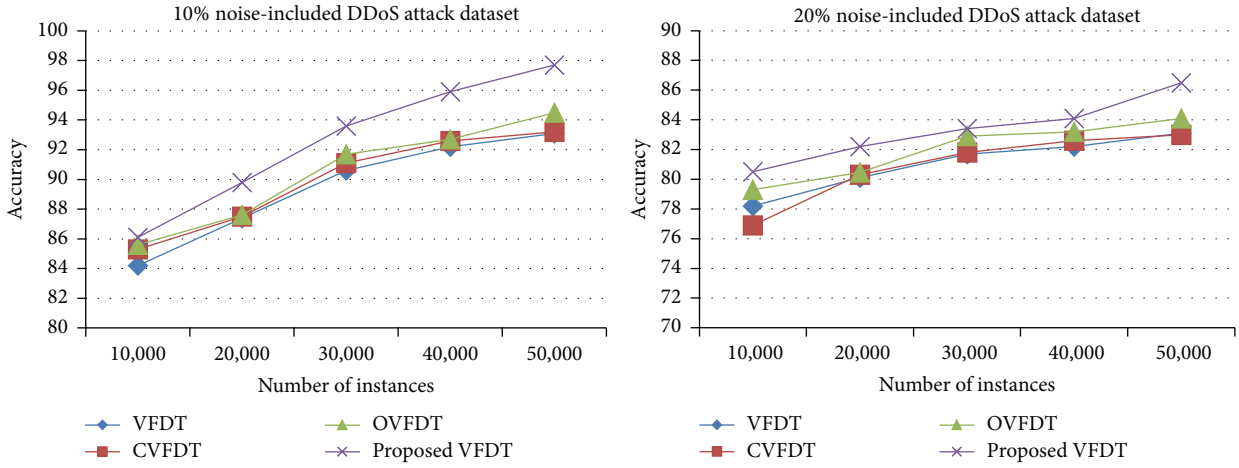 10% noise-included DDoS attack dataset
100
98
96
94
92
90
88
86
84
82
80
Accuracy
10,000 20,000 30,000 40,000 50,000
Number of instances
VFDT OVFDT
CVFDT Proposed VFDT
20% noise-included DDoS attack dataset
90
88
86
84
82
80
78
76
74
72
70
Accuracy
10,000 20,000 30,000 40,000 50,000
Number of instances
VFDT OVFDT
CVFDT Proposed VFDT